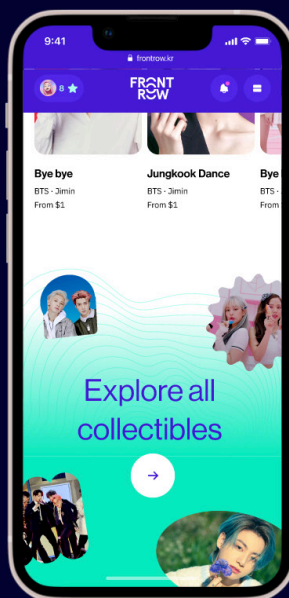 9:41
frontrow.kr
8
FRONT
ROW
Bye bye
BTS - Jimin
From $1
Jungkook Dance
BTS - Jimin
From $1
Bye
BTS -
From
Explore all
collectibles